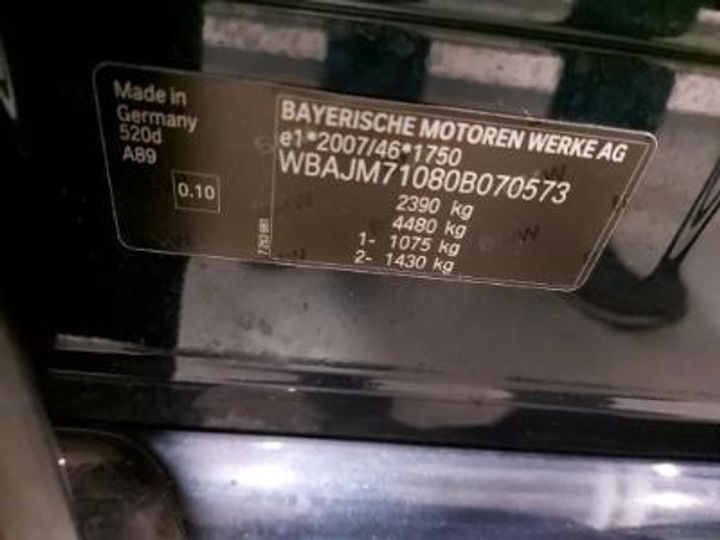 Made in
Germany
520d
A89
0.10
BAYERISCHE MOTOREN WERKE AG
e1*2007/46*1750
WBAJM71080B070573
2390 kg
4480 kg
1- 1075 kg
2- 1430 kg